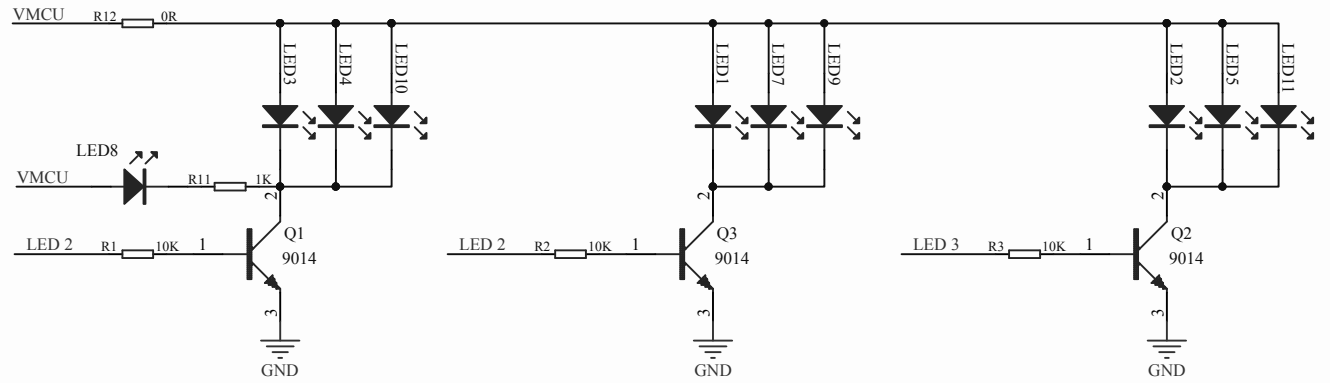 VMCU R12 0R
LED3 LED4 LED10 LED1 LED7 LED9 LED2 LED5 LED11
LED8
VMCU R11 1K
2 2 2
Q1 Q3 Q2
LED 2 R1 10K 1 LED 2 R2 10K 1 LED 3 R3 10K 1
9014 9014 9014
3 3 3
GND GND GND